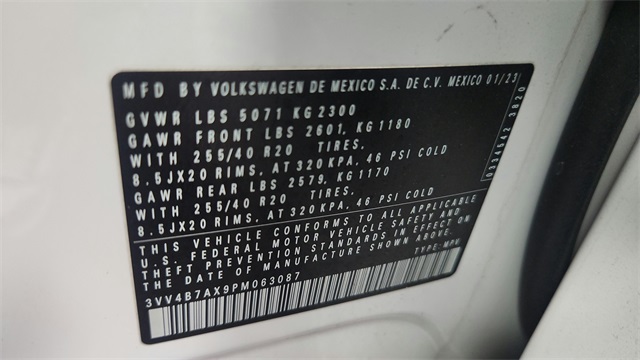 MFD BY VOLKSWAGEN DE MEXICO S.A. DE C.V. MEXICO 01/23
GVWR LBS 5071 KG 2300
GAWR FRONT LBS 2601, KG 1180
WITH 255/40 R20 TIRES.
8.5JX20 RIMS, AT 320 KPA, 46 PSI COLD
GAWR REAR LBS 2579, KG 1170
WITH 255/40 R20 TIRES.
8.5JX20 RIMS, AT 320 KPA, 46 PSI COLD
THIS VEHICLE CONFORMS TO ALL APPLICABLE
U.S. FEDERAL MOTOR VEHICLE SAFETY AND
THEFT PREVENTION STANDARDS IN EFFECT ON
THE DATE OF MANUFACTURE SHOWN ABOVE.
TYPE: MPV
3VV4B7AX9PM063087
0334542 3B20